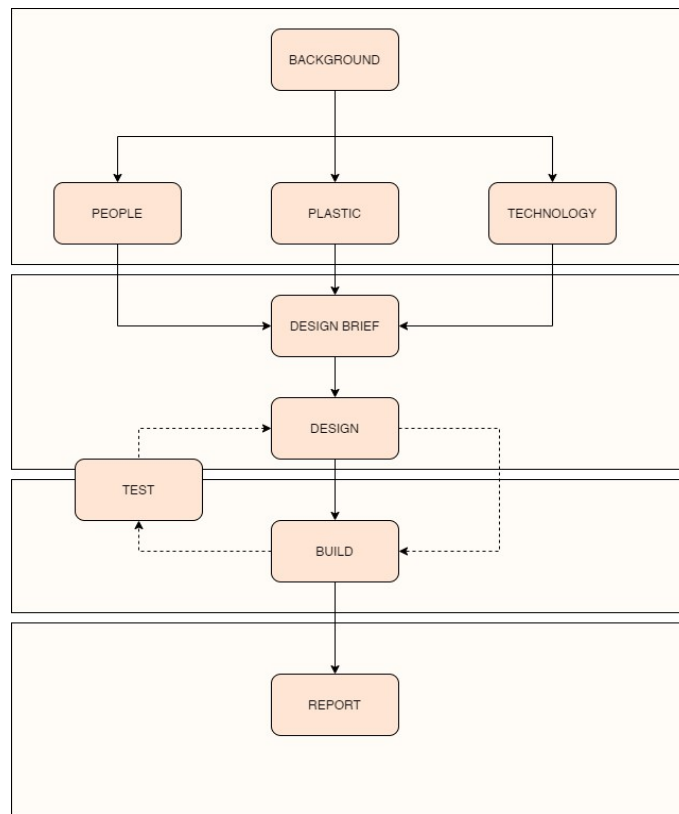 BACKGROUND
PEOPLE
PLASTIC
TECHNOLOGY
DESIGN BRIEF
DESIGN
TEST
BUILD
REPORT